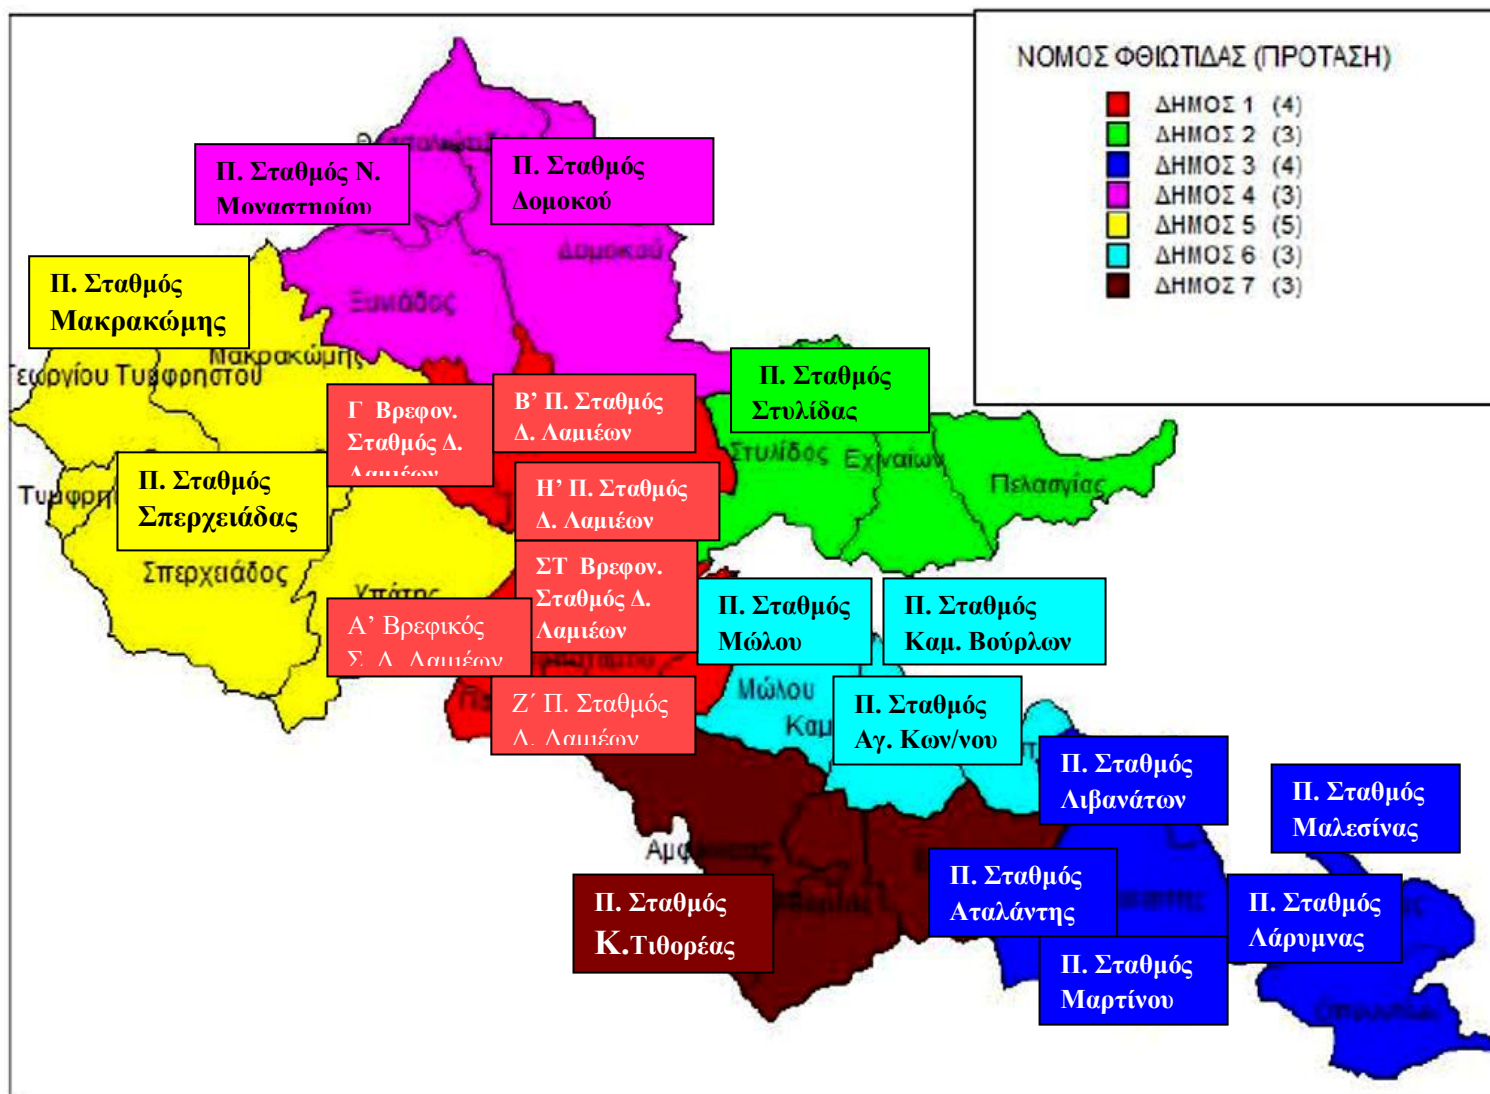 ΝΟΜΟΣ ΦΘΙΩΤΙΔΑΣ (ΠΡΟΤΑΣΗ)
ΔΗΜΟΣ 1 (4)
ΔΗΜΟΣ 2 (3)
ΔΗΜΟΣ 3 (4)
ΔΗΜΟΣ 4 (3)
ΔΗΜΟΣ 5 (5)
ΔΗΜΟΣ 6 (3)
ΔΗΜΟΣ 7 (3)
Π. Σταθμός Ν.
Μοναστηρίου
Π. Σταθμός
Δομοκού
Δομοκού
Ξυνιάδος
Π. Σταθμός
Μακρακώμης
Μακρακώμης
Γεωργίου Τυμφρηστού
Π. Σταθμός
Στυλίδας
Στυλίδος
Εχιναίων
Πελασγίας
Γ Βρεφον.
Σταθμός Δ.
Λαμιέων
Β’ Π. Σταθμός
Δ. Λαμιέων
Η’ Π. Σταθμός
Δ. Λαμιέων
Π. Σταθμός
Σπερχειάδας
Σπερχειάδος
Υπάτης
ΣΤ Βρεφον.
Σταθμός Δ.
Λαμιέων
Α’ Βρεφικός
Σ. Δ. Λαμιέων
Ζ΄ Π. Σταθμός
Δ. Λαμιέων
Π. Σταθμός
Μώλου
Μώλου
Π. Σταθμός
Καμ. Βούρλων
Π. Σταθμός
Αγ. Κων/νου
Π. Σταθμός
Λιβανάτων
Π. Σταθμός
Μαλεσίνας
Π. Σταθμός
Κ.Τιθορέας
Π. Σταθμός
Αταλάντης
Π. Σταθμός
Λάρυμνας
Π. Σταθμός
Μαρτίνου